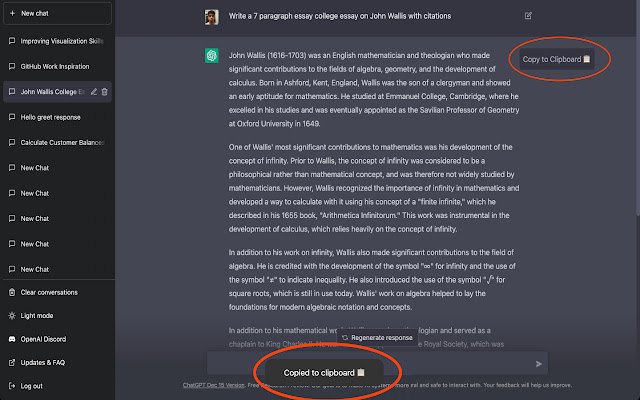 New chat
Improving Visualization Skills
GitHub Work Inspiration
John Wallis College Es
Hello greet response
Calculate Customer Balances
New Chat
New Chat
New Chat
New Chat
New Chat
Clear conversations
Light mode
OpenAI Discord
Updates & FAQ
Log out
Write a 7 paragraph essay college essay on John Wallis with citations
Copy to Clipboard 📋
John Wallis (1616-1703) was an English mathematician and theologian who made
significant contributions to the fields of algebra, geometry, and the development of
calculus. Born in Ashford, Kent, England, Wallis was the son of a clergyman and showed
an early aptitude for mathematics. He studied at Emmanuel College, Cambridge, where he
excelled in his studies and was eventually appointed as the Savilian Professor of Geometry
at Oxford University in 1649.
One of Wallis' most significant contributions to mathematics was his development of the
concept of infinity. Prior to Wallis, the concept of infinity was considered to be a
philosophical rather than mathematical concept, and was therefore not widely studied by
mathematicians. However, Wallis recognized the importance of infinity in mathematics and
developed a way to calculate with it using his concept of a "finite infinite," which he
described in his 1655 book, "Arithmetica Infinitorum." This work was instrumental in the
development of calculus, which relies heavily on the concept of infinity.
In addition to his work on infinity, Wallis also made significant contributions to the field of
algebra. He is credited with the development of the symbol "∞" for infinity and the use of
the symbol "≠" to indicate inequality. He also introduced the use of the symbol "√" for
square roots, which is still in use today. Wallis' work on algebra helped to lay the
foundations for modern algebraic notation and concepts.
In addition to his mathematical theologian and served as a
chaplain to King Royal Society, which was
Regenerate response
Copied to clipboard 📋
ChatGPT Dec 15 Version. Free and safe to interact with. Your feedback will help us improve.